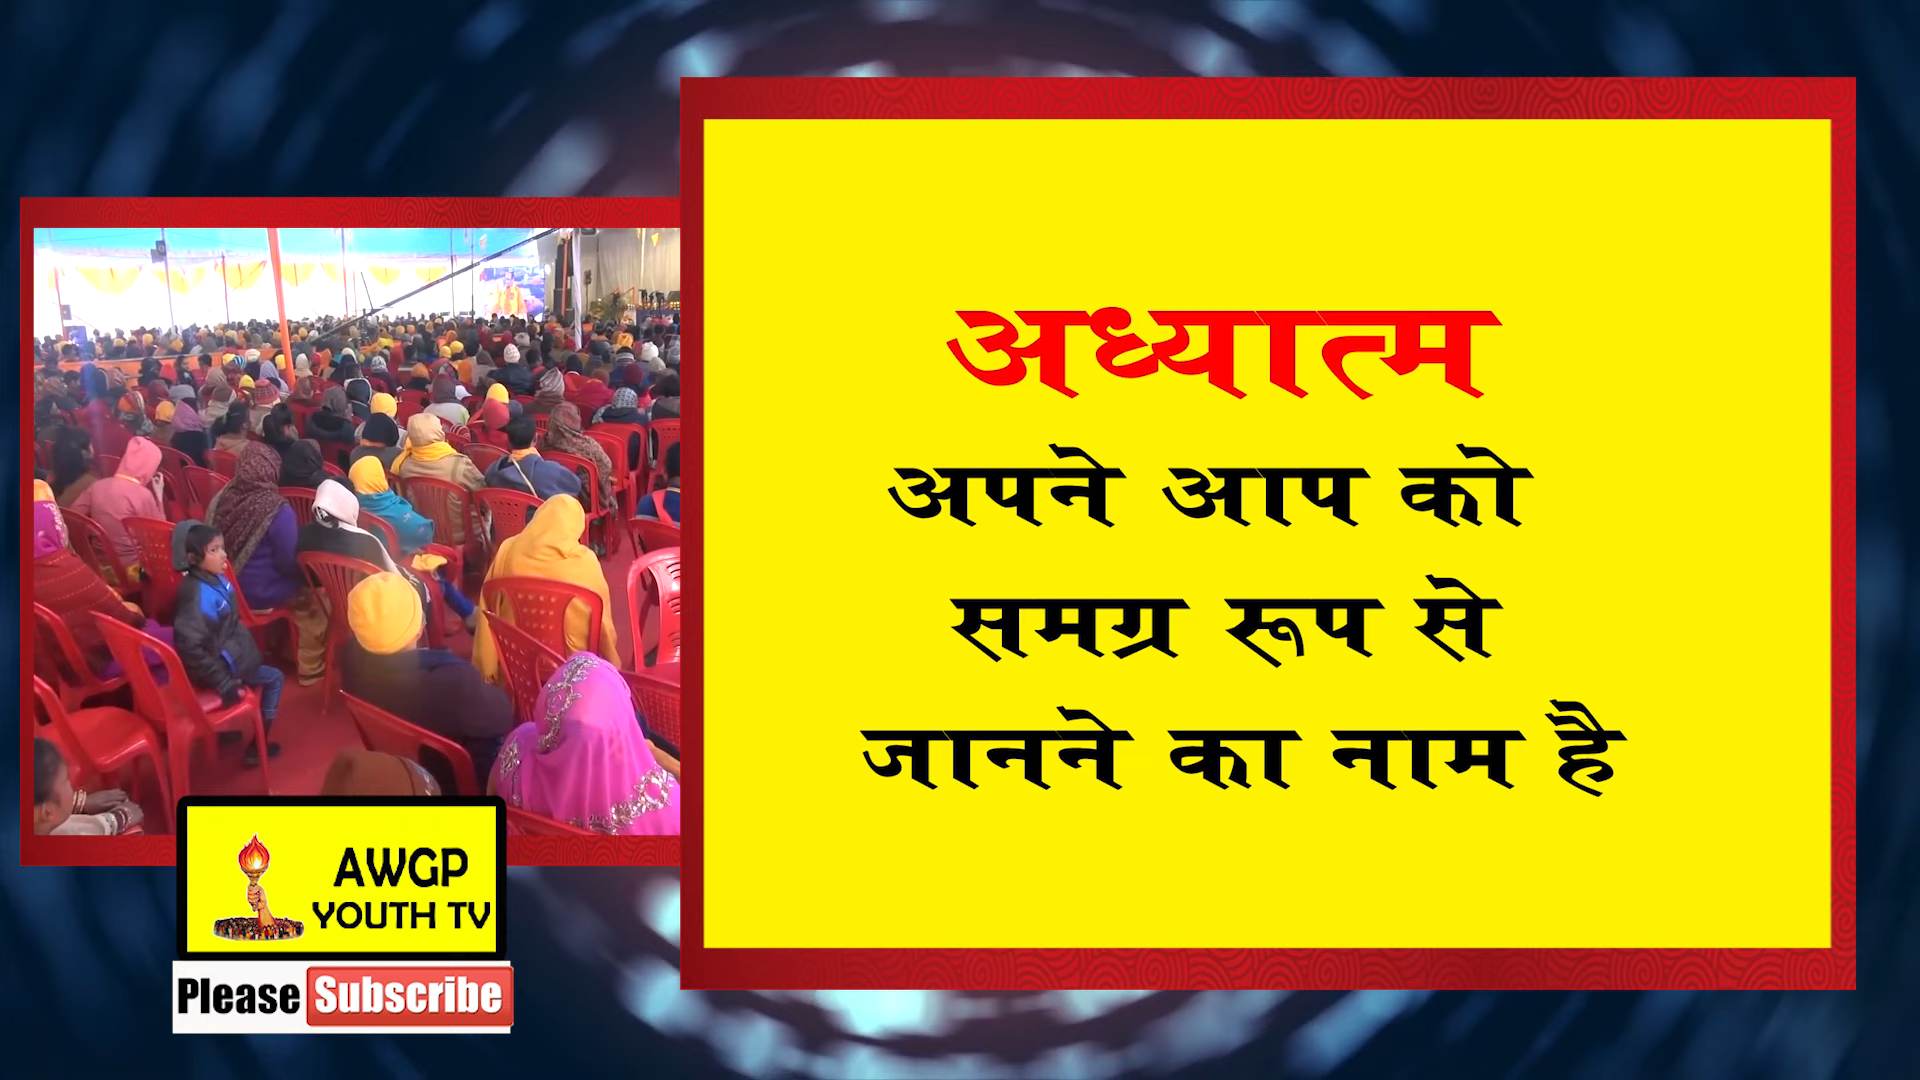 अध्यात्म
अपने आप को
समग्र रूप से
जानने का नाम है
AWGP
YOUTH TV
Please Subscribe